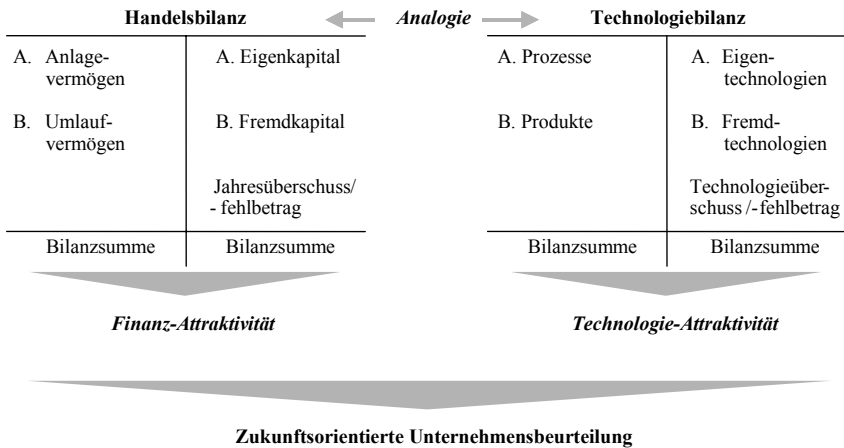 Handelsbilanz Analogie Technologiebilanz
A. Anlage-
vermögen
B. Umlauf-
vermögen
A. Eigenkapital
B. Fremdkapital
Jahresüberschuss/
- fehlbetrag
Bilanzsumme Bilanzsumme
A. Prozesse
B. Produkte
A. Eigen-
technologien
B. Fremd-
technologien
Technologieüber-
schuss /- fehlbetrag
Bilanzsumme Bilanzsumme
Finanz-Attraktivität Technologie-Attraktivität
Zukunftsorientierte Unternehmensbeurteilung